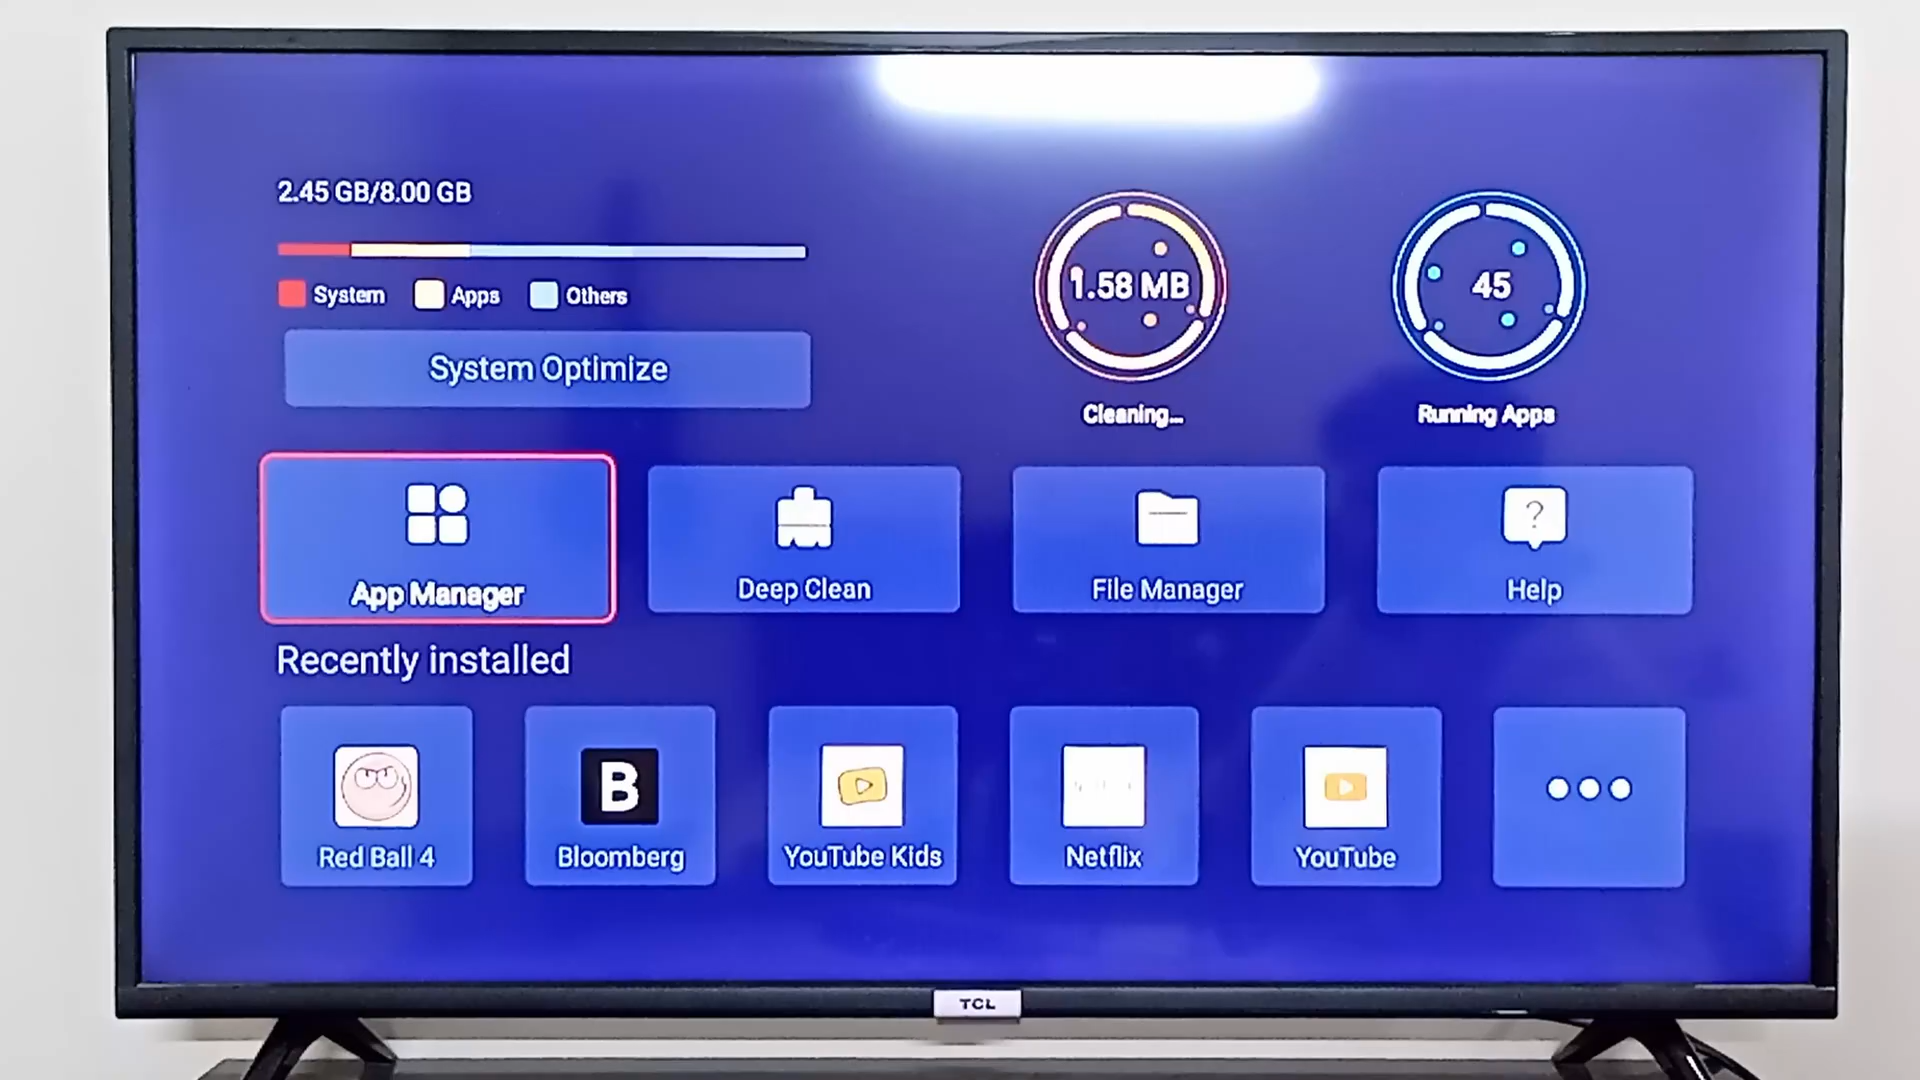 2.45 GB/8.00 GB
System Apps Others
System Optimize
1.58 MB
Cleaning...
45
Running Apps
App Manager
Deep Clean
File Manager
?
Help
Recently installed
Red Ball 4
B
Bloomberg
YouTube Kids
Netflix
YouTube
TCL